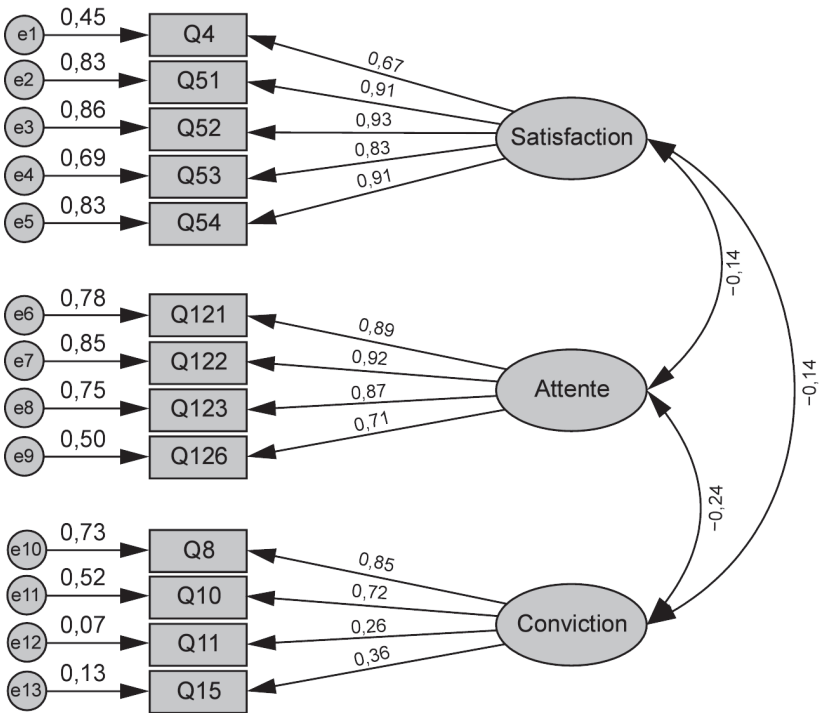 e1 0,45 Q4
e2 0,83 Q51
e3 0,86 Q52
e4 0,69 Q53
e5 0,83 Q54
0,67
0,91
0,93
0,83
0,91
Satisfaction
e6 0,78 Q121
e7 0,85 Q122
e8 0,75 Q123
e9 0,50 Q126
0,89
0,92
0,87
0,71
Attente
e10 0,73 Q8
e11 0,52 Q10
e12 0,07 Q11
e13 0,13 Q15
0,85
0,72
0,26
0,36
Conviction
−0,14
−0,14
−0,24